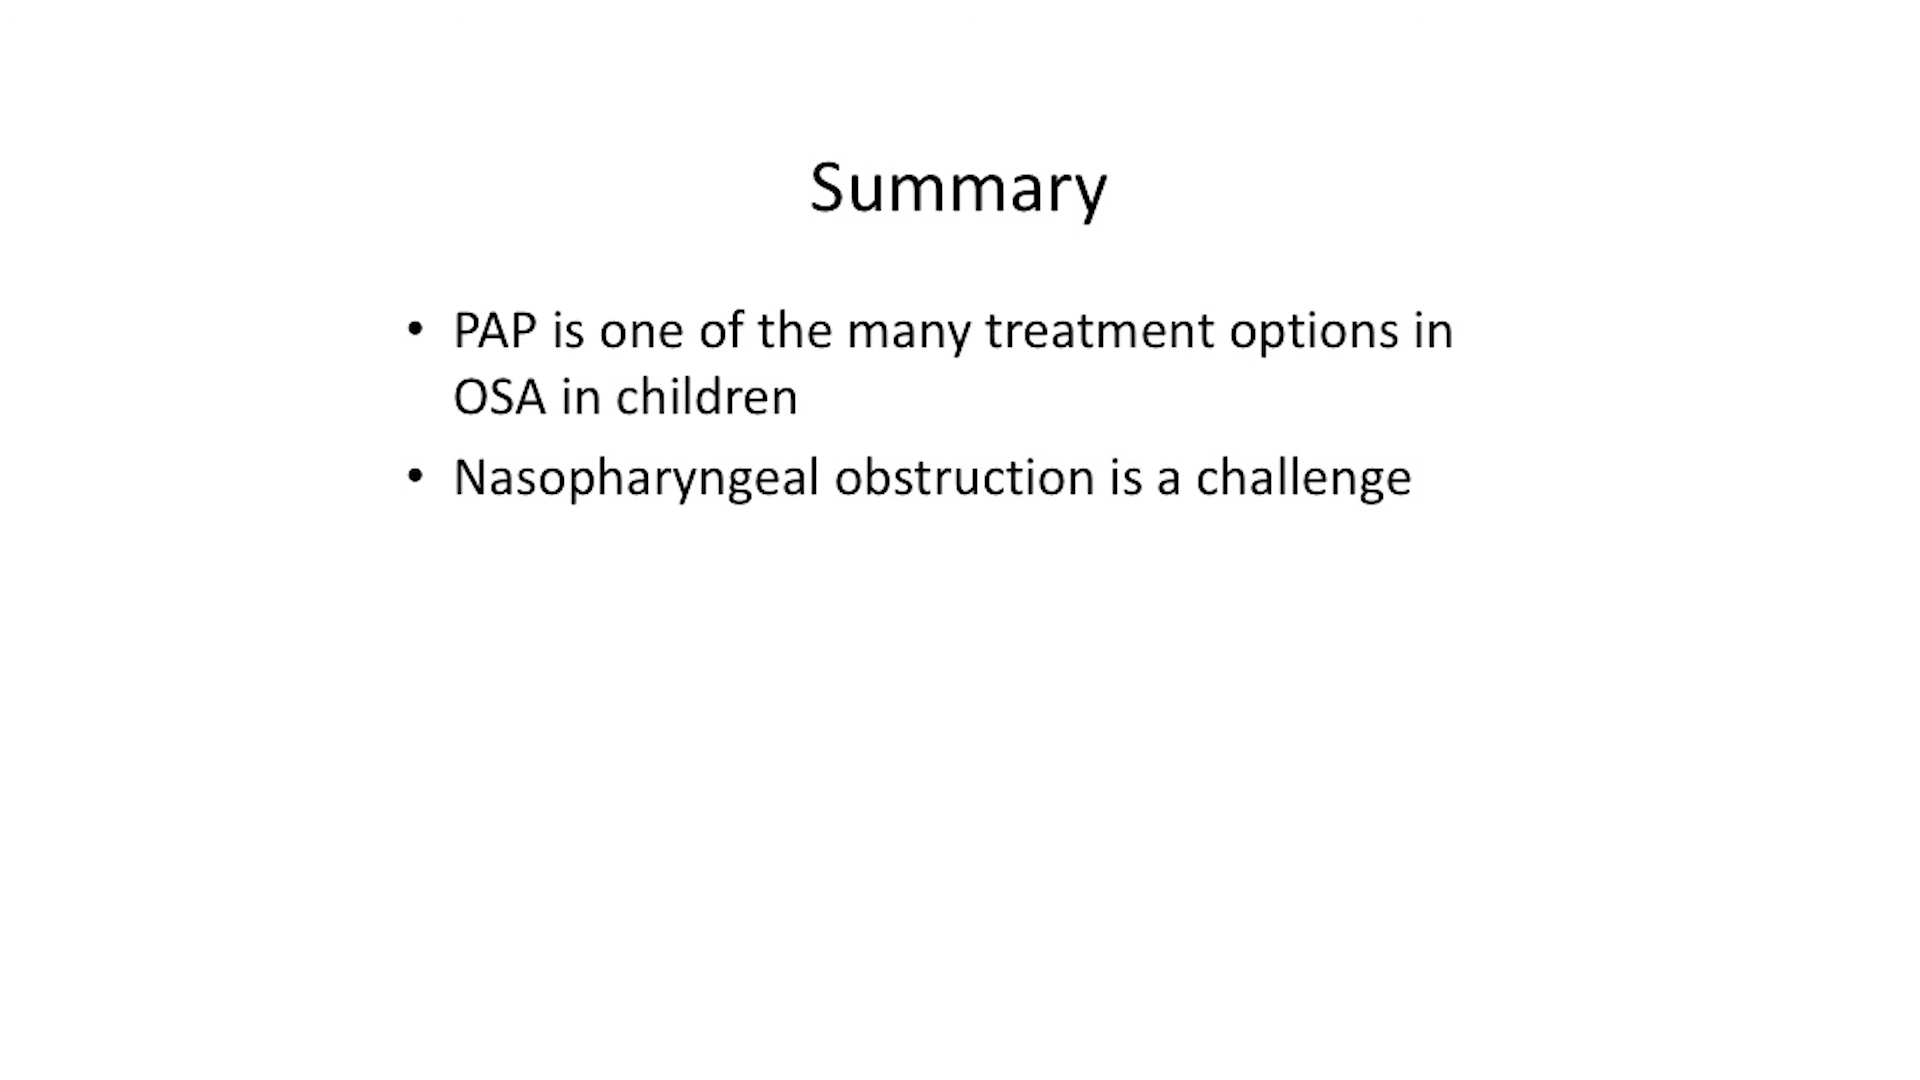 Summary
• PAP is one of the many treatment options in
OSA in children
• Nasopharyngeal obstruction is a challenge